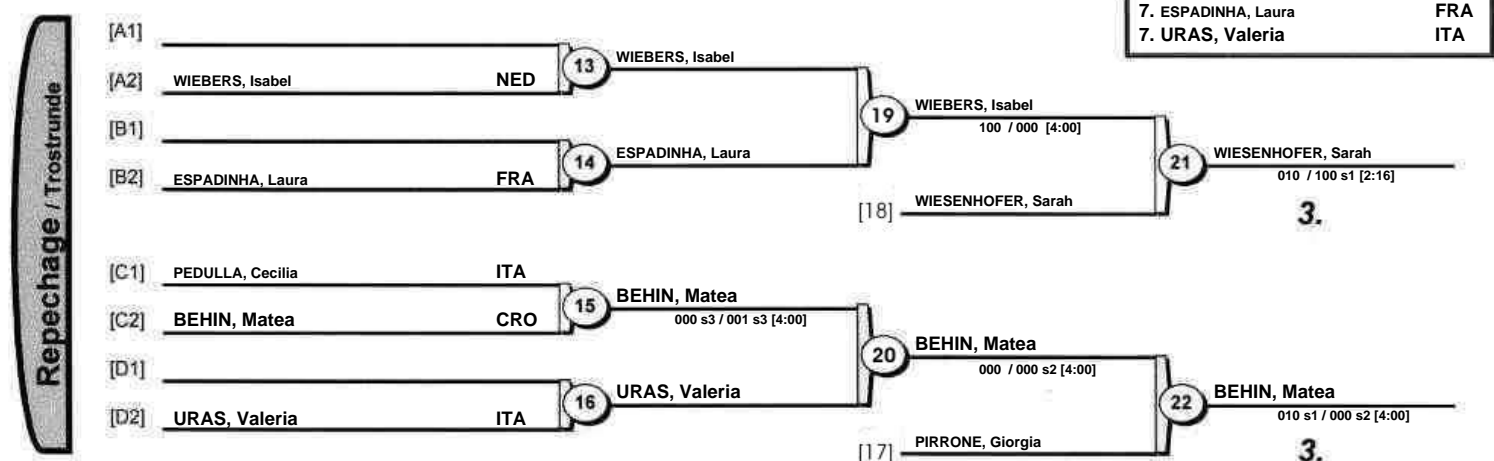 7. ESPADINHA, Laura FRA
7. URAS, Valeria ITA
Repechage / Trostrunde
[A1]
[A2] WIEBERS, Isabel NED
13 WIEBERS, Isabel
[B1]
[B2] ESPADINHA, Laura FRA
14 ESPADINHA, Laura
19 WIEBERS, Isabel
100 / 000 [4:00]
[18] WIESENHOFER, Sarah
21 WIESENHOFER, Sarah
010 / 100 s1 [2:16]
3.
[C1] PEDULLA, Cecilia ITA
[C2] BEHIN, Matea CRO
15 BEHIN, Matea
000 s3 / 001 s3 [4:00]
[D1]
[D2] URAS, Valeria ITA
16 URAS, Valeria
20 BEHIN, Matea
000 / 000 s2 [4:00]
[17] PIRRONE, Giorgia
22 BEHIN, Matea
010 s1 / 000 s2 [4:00]
3.